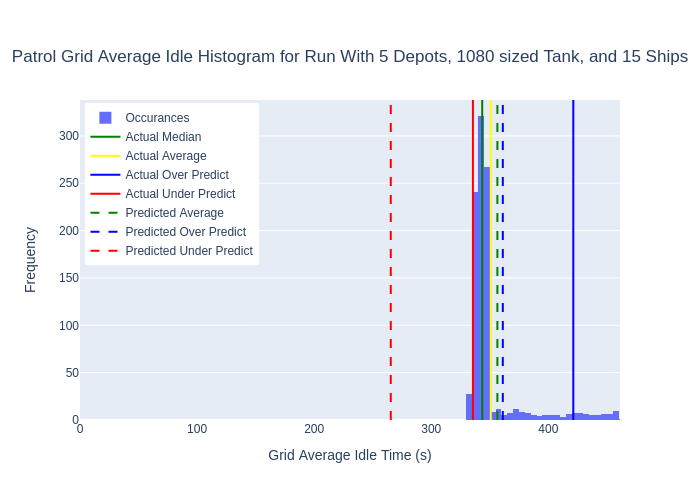 Patrol Grid Average Idle Histogram for Run With 5 Depots, 1080 sized Tank, and 15 Ships
Occurances
Actual Median
Actual Average
Actual Over Predict
Actual Under Predict
Predicted Average
Predicted Over Predict
Predicted Under Predict
Frequency
300
250
200
150
100
50
0
0 100 200 300 400
Grid Average Idle Time (s)